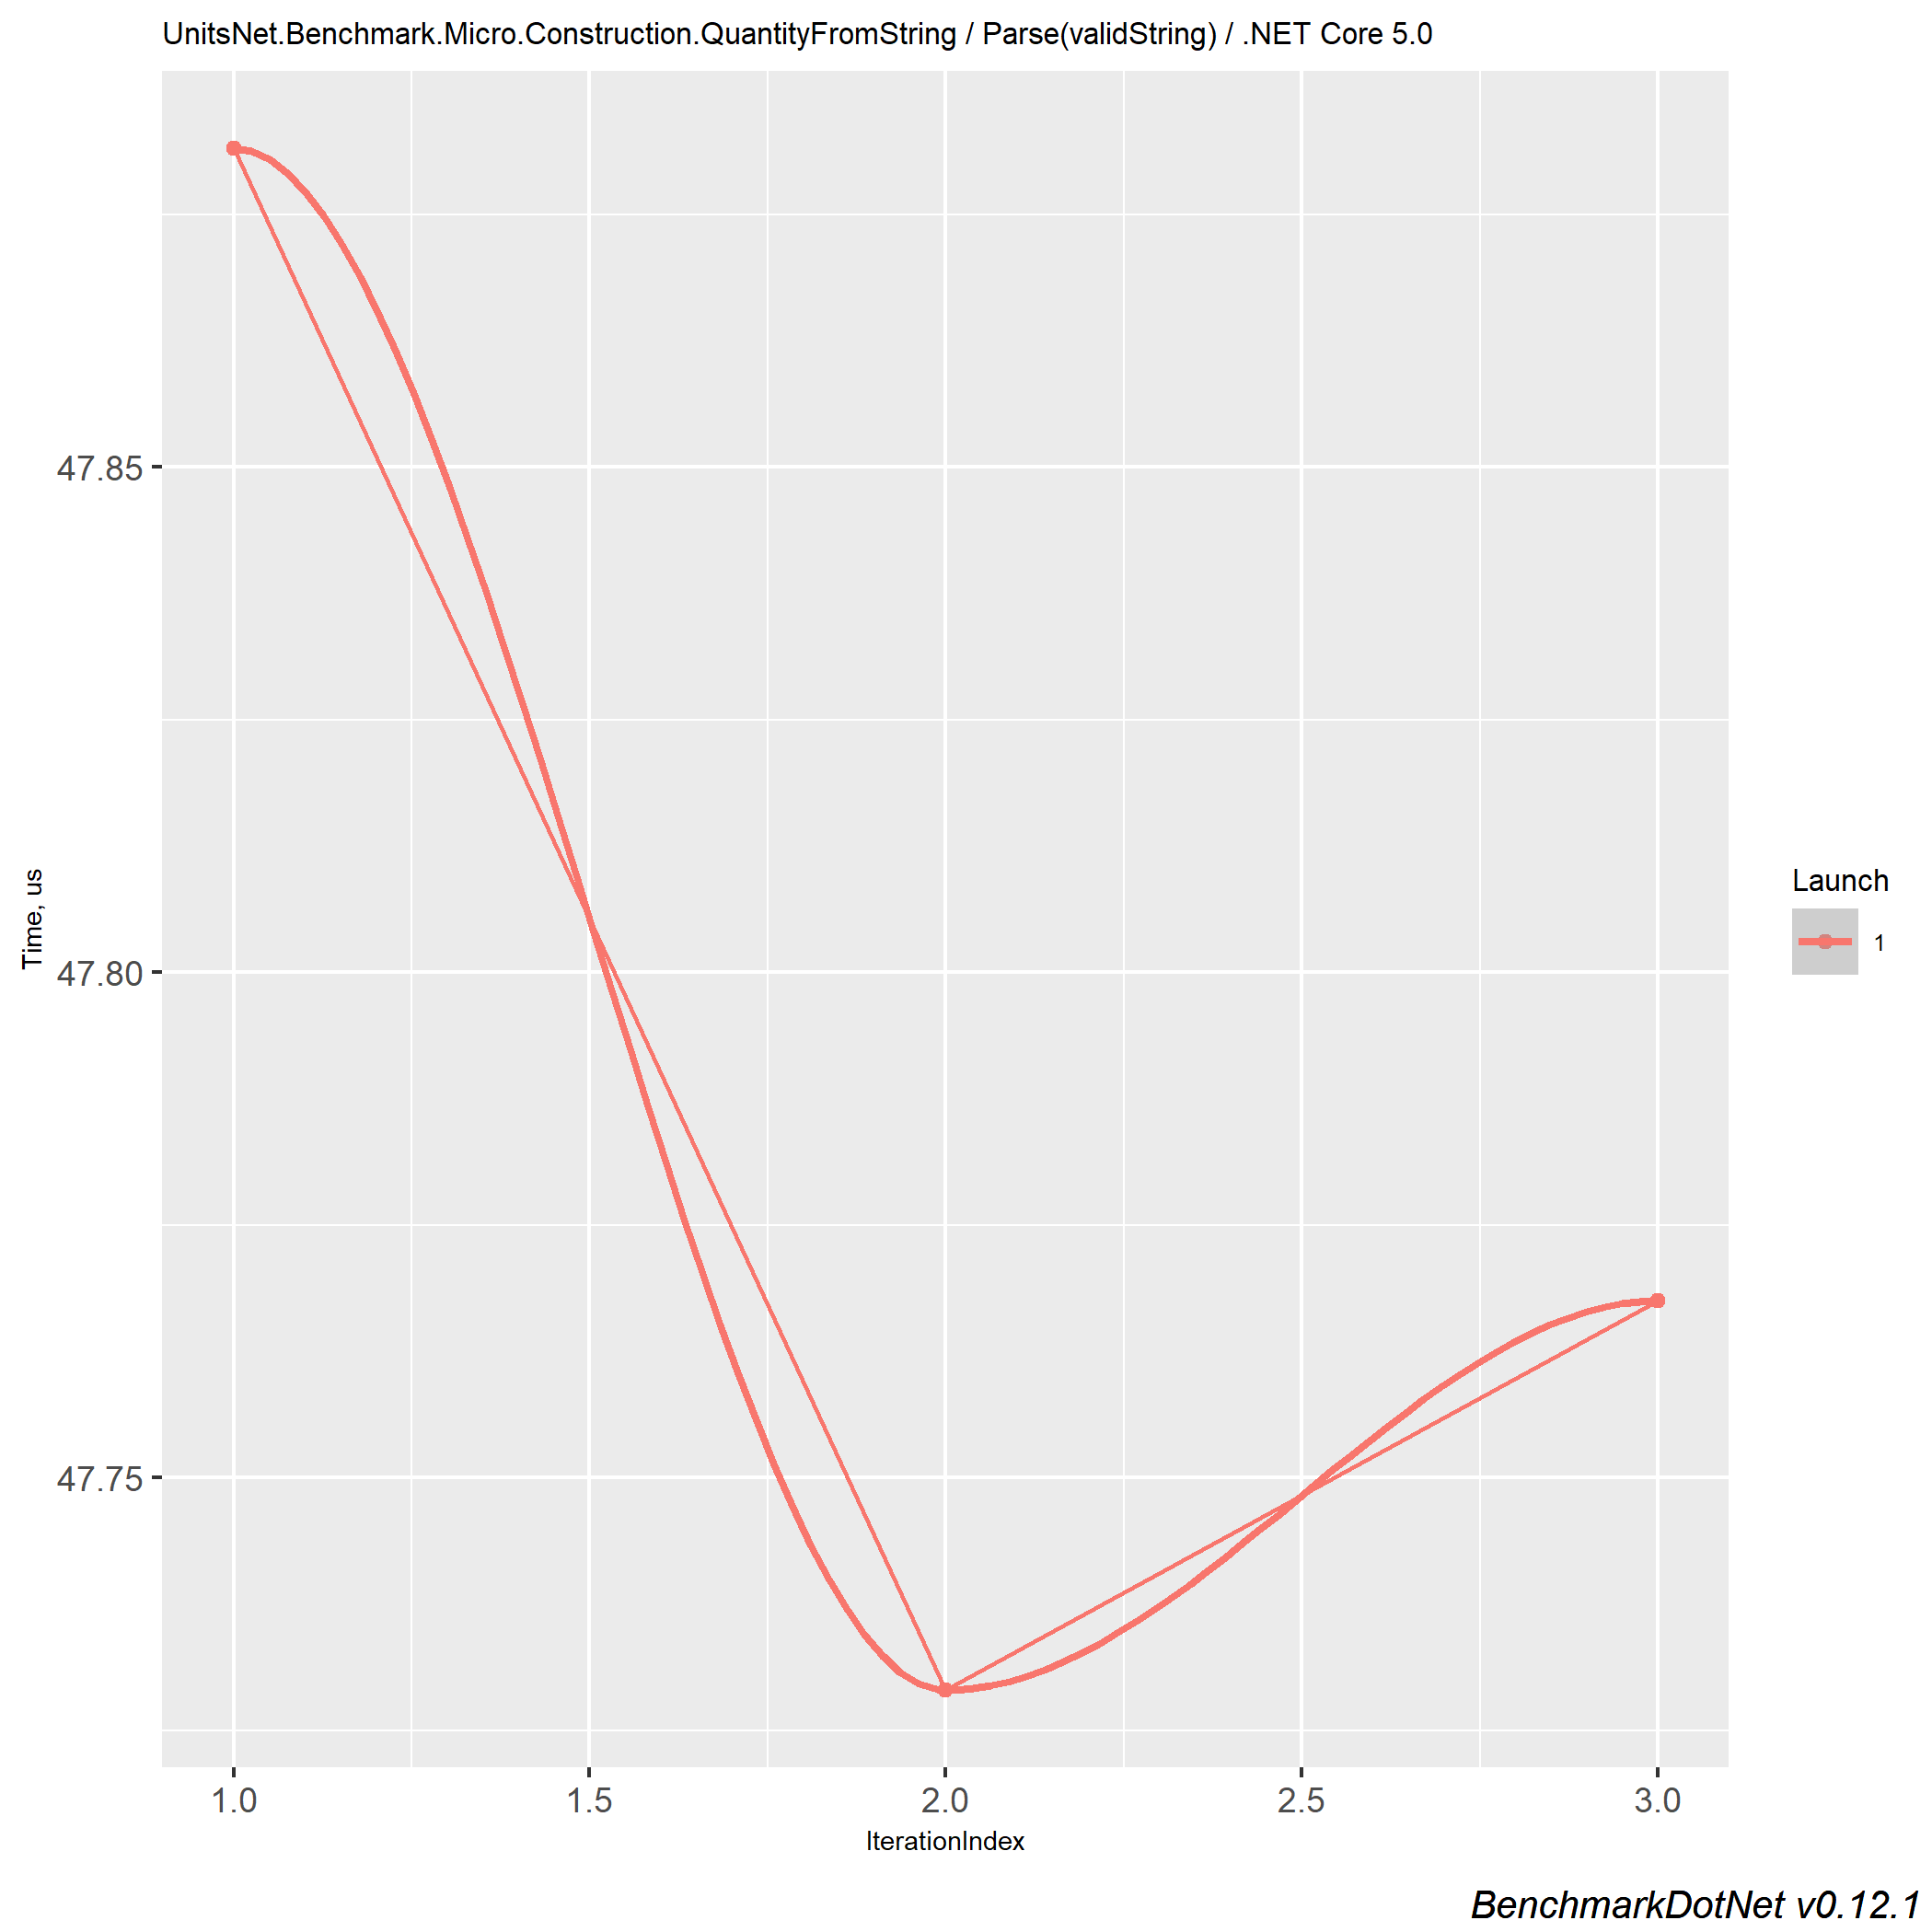 UnitsNet.Benchmark.Micro.Construction.QuantityFromString / Parse(validString) / .NET Core 5.0
47.85
47.80
47.75
Time, us
1.0 1.5 2.0 2.5 3.0
IterationIndex
Launch
1
BenchmarkDotNet v0.12.1